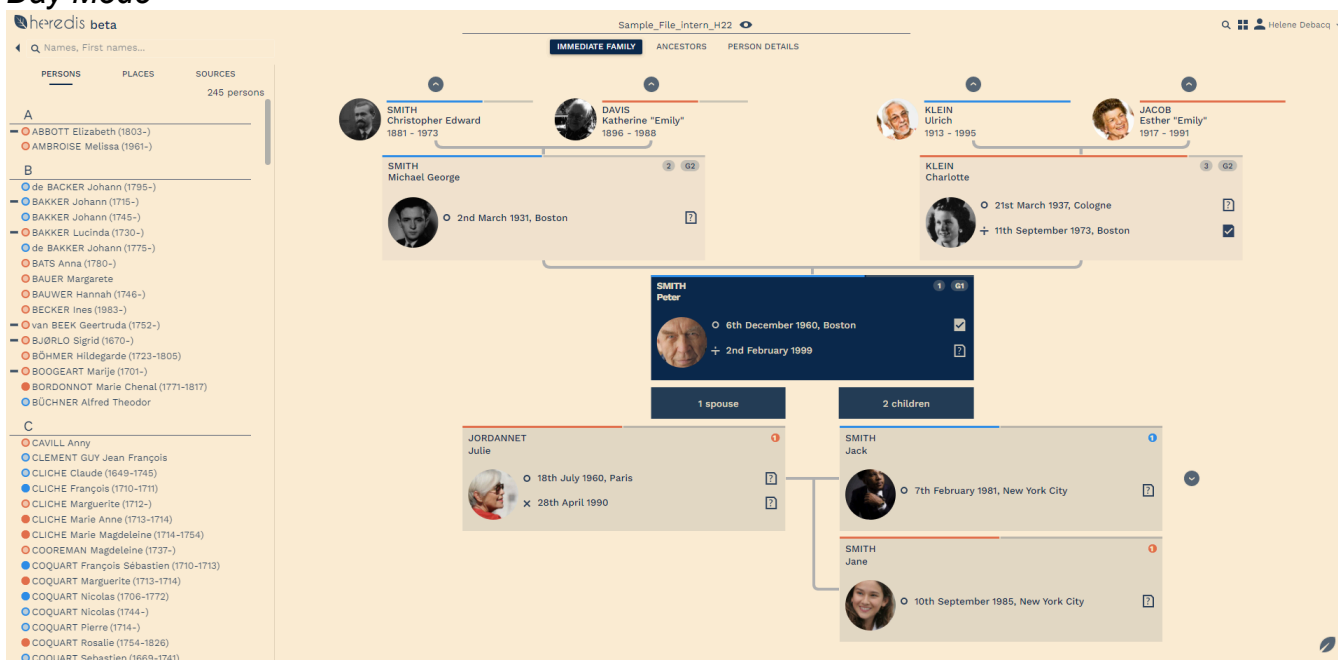 Day Mode
heredis beta
Sample_File_intern_H22
Helene Debacq
Names, First names...
IMMEDIATE FAMILY ANCESTORS PERSON DETAILS
PERSONS PLACES SOURCES
245 persons
A
ABBOTT Elizabeth (1803-)
AMBROISE Melissa (1961-)
B
de BACKER Johann (1795-)
BAKKER Johann (1715-)
BAKKER Johann (1745-)
BAKKER Lucinda (1730-)
de BAKKER Johann (1775-)
BATS Anna (1780-)
BAUER Margarete
BAUWER Hannah (1746-)
BECKER Ines (1983-)
van BEEK Geertruda (1752-)
BJØRLO Sigrid (1670-)
BÖHMER Hildegarde (1723-1805)
BOOGEART Marije (1701-)
BORDONNOT Marie Chenal (1771-1817)
BÜCHNER Alfred Theodor
C
CAVILL Anny
CLEMENT GUY Jean François
CLICHE Claude (1649-1745)
CLICHE François (1710-1711)
CLICHE Marguerite (1712-)
CLICHE Marie Anne (1713-1714)
CLICHE Marie Magdeleine (1714-1754)
COOREMAN Magdeleine (1737-)
COQUART François Sébastien (1710-1713)
COQUART Marguerite (1713-1714)
COQUART Nicolas (1706-1772)
COQUART Nicolas (1744-)
COQUART Pierre (1714-)
COQUART Rosalie (1754-1826)
COQUART Sebastien (1669-1741)
SMITH
Christopher Edward
1881 - 1973
DAVIS
Katherine "Emily"
1896 - 1988
KLEIN
Ulrich
1913 - 1995
JACOB
Esther "Emily"
1917 - 1991
SMITH 2 G2
Michael George
2nd March 1931, Boston ?
KLEIN 3 G2
Charlotte
21st March 1937, Cologne ?
11th September 1973, Boston
SMITH 1 G1
Peter
6th December 1960, Boston
2nd February 1999 ?
1 spouse
2 children
JORDANNET 1
Julie
18th July 1960, Paris ?
28th April 1990 ?
SMITH 1
Jack
7th February 1981, New York City ?
SMITH 1
Jane
10th September 1985, New York City ?